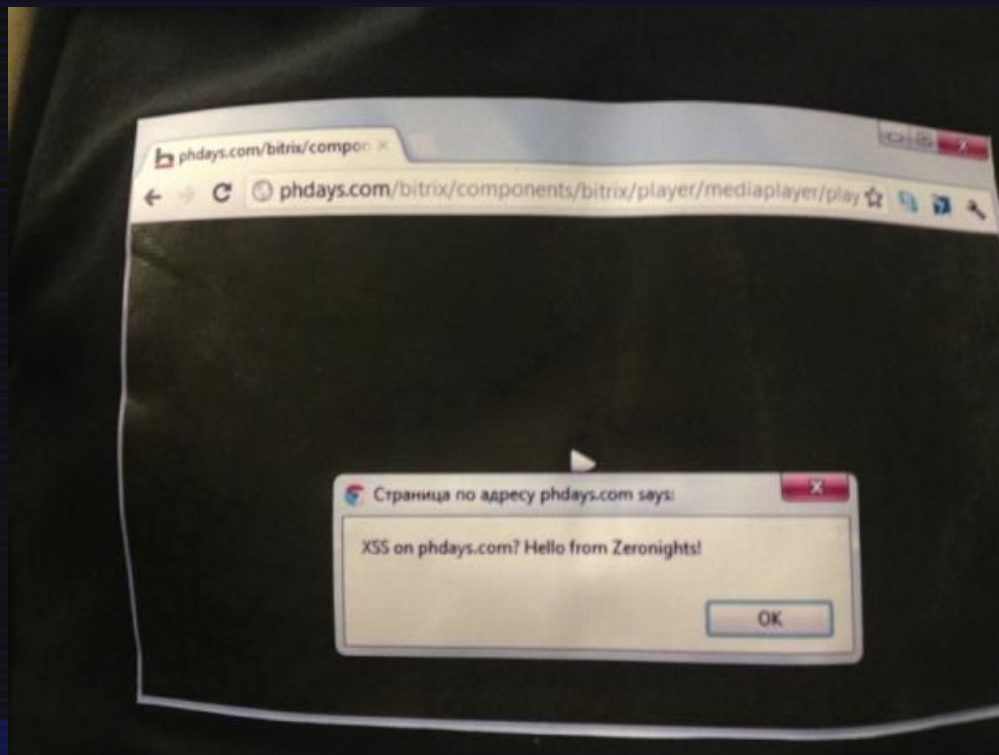 phdays.com/bitrix/compon
phdays.com/bitrix/components/bitrix/player/mediaplayer/play
Страница по адресу phdays.com says:
XSS on phdays.com? Hello from Zeronights!
OK